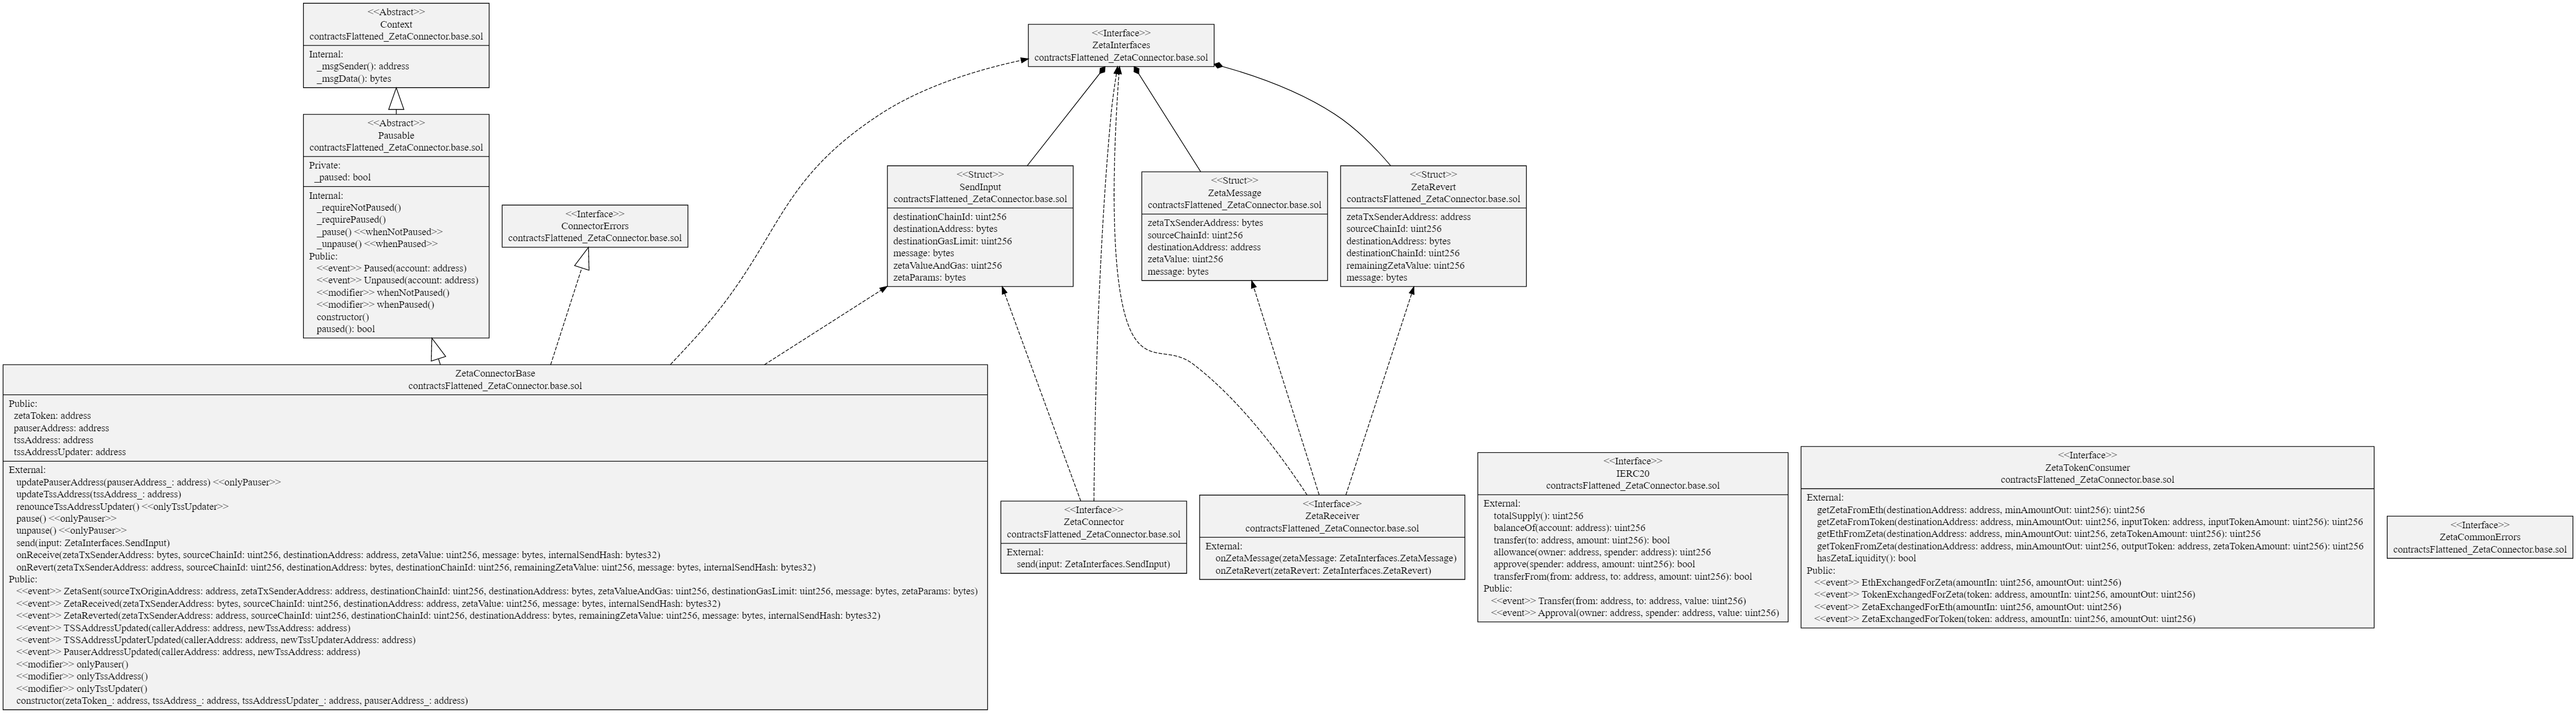 <<Abstract>>
Context
contractsFlattened_ZetaConnector.base.sol
Internal:
_msgSender(): address
_msgData(): bytes
<<Abstract>>
Pausable
contractsFlattened_ZetaConnector.base.sol
Private:
_paused: bool
Internal:
_requireNotPaused()
_requirePaused()
_pause() <<whenNotPaused>>
_unpause() <<whenPaused>>
Public:
<<event>> Paused(account: address)
<<event>> Unpaused(account: address)
<<modifier>> whenNotPaused()
<<modifier>> whenPaused()
constructor()
paused(): bool
<<Interface>>
ConnectorErrors
contractsFlattened_ZetaConnector.base.sol
<<Interface>>
ZetaInterfaces
contractsFlattened_ZetaConnector.base.sol
<<Struct>>
SendInput
contractsFlattened_ZetaConnector.base.sol
destinationChainId: uint256
destinationAddress: bytes
destinationGasLimit: uint256
message: bytes
zetaValueAndGas: uint256
zetaParams: bytes
<<Struct>>
ZetaMessage
contractsFlattened_ZetaConnector.base.sol
zetaTxSenderAddress: bytes
sourceChainId: uint256
destinationAddress: address
zetaValue: uint256
message: bytes
<<Struct>>
ZetaRevert
contractsFlattened_ZetaConnector.base.sol
zetaTxSenderAddress: address
sourceChainId: uint256
destinationAddress: bytes
destinationChainId: uint256
remainingZetaValue: uint256
message: bytes
ZetaConnectorBase
contractsFlattened_ZetaConnector.base.sol
Public:
zetaToken: address
pauserAddress: address
tssAddress: address
tssAddressUpdater: address
External:
updatePauserAddress(pauserAddress_: address) <<onlyPauser>>
updateTssAddress(tssAddress_: address)
renounceTssAddressUpdater() <<onlyTssUpdater>>
pause() <<onlyPauser>>
unpause() <<onlyPauser>>
send(input: ZetaInterfaces.SendInput)
onReceive(zetaTxSenderAddress: bytes, sourceChainId: uint256, destinationAddress: address, zetaValue: uint256, message: bytes, internalSendHash: bytes32)
onRevert(zetaTxSenderAddress: address, sourceChainId: uint256, destinationAddress: bytes, destinationChainId: uint256, remainingZetaValue: uint256, message: bytes, internalSendHash: bytes32)
Public:
<<event>> ZetaSent(sourceTxOriginAddress: address, zetaTxSenderAddress: address, destinationChainId: uint256, destinationAddress: bytes, zetaValueAndGas: uint256, destinationGasLimit: uint256, message: bytes, zetaParams: bytes)
<<event>> ZetaReceived(zetaTxSenderAddress: bytes, sourceChainId: uint256, destinationAddress: address, zetaValue: uint256, message: bytes, internalSendHash: bytes32)
<<event>> ZetaReverted(zetaTxSenderAddress: address, sourceChainId: uint256, destinationChainId: uint256, destinationAddress: bytes, remainingZetaValue: uint256, message: bytes, internalSendHash: bytes32)
<<event>> TSSAddressUpdated(callerAddress: address, newTssAddress: address)
<<event>> TSSAddressUpdaterUpdated(callerAddress: address, newTssUpdaterAddress: address)
<<event>> PauserAddressUpdated(callerAddress: address, newTssAddress: address)
<<modifier>> onlyPauser()
<<modifier>> onlyTssAddress()
<<modifier>> onlyTssUpdater()
constructor(zetaToken_: address, tssAddress_: address, tssAddressUpdater_: address, pauserAddress_: address)
<<Interface>>
ZetaConnector
contractsFlattened_ZetaConnector.base.sol
External:
send(input: ZetaInterfaces.SendInput)
<<Interface>>
ZetaReceiver
contractsFlattened_ZetaConnector.base.sol
External:
onZetaMessage(zetaMessage: ZetaInterfaces.ZetaMessage)
onZetaRevert(zetaRevert: ZetaInterfaces.ZetaRevert)
<<Interface>>
IERC20
contractsFlattened_ZetaConnector.base.sol
External:
totalSupply(): uint256
balanceOf(account: address): uint256
transfer(to: address, amount: uint256): bool
allowance(owner: address, spender: address): uint256
approve(spender: address, amount: uint256): bool
transferFrom(from: address, to: address, amount: uint256): bool
Public:
<<event>> Transfer(from: address, to: address, value: uint256)
<<event>> Approval(owner: address, spender: address, value: uint256)
<<Interface>>
ZetaTokenConsumer
contractsFlattened_ZetaConnector.base.sol
External:
getZetaFromEth(destinationAddress: address, minAmountOut: uint256): uint256
getZetaFromToken(destinationAddress: address, minAmountOut: uint256, inputToken: address, inputTokenAmount: uint256): uint256
getEthFromZeta(destinationAddress: address, minAmountOut: uint256, zetaTokenAmount: uint256): uint256
getTokenFromZeta(destinationAddress: address, minAmountOut: uint256, outputToken: address, zetaTokenAmount: uint256): uint256
hasZetaLiquidity(): bool
Public:
<<event>> EthExchangedForZeta(amountIn: uint256, amountOut: uint256)
<<event>> TokenExchangedForZeta(token: address, amountIn: uint256, amountOut: uint256)
<<event>> ZetaExchangedForEth(amountIn: uint256, amountOut: uint256)
<<event>> ZetaExchangedForToken(token: address, amountIn: uint256, amountOut: uint256)
<<Interface>>
ZetaCommonErrors
contractsFlattened_ZetaConnector.base.sol